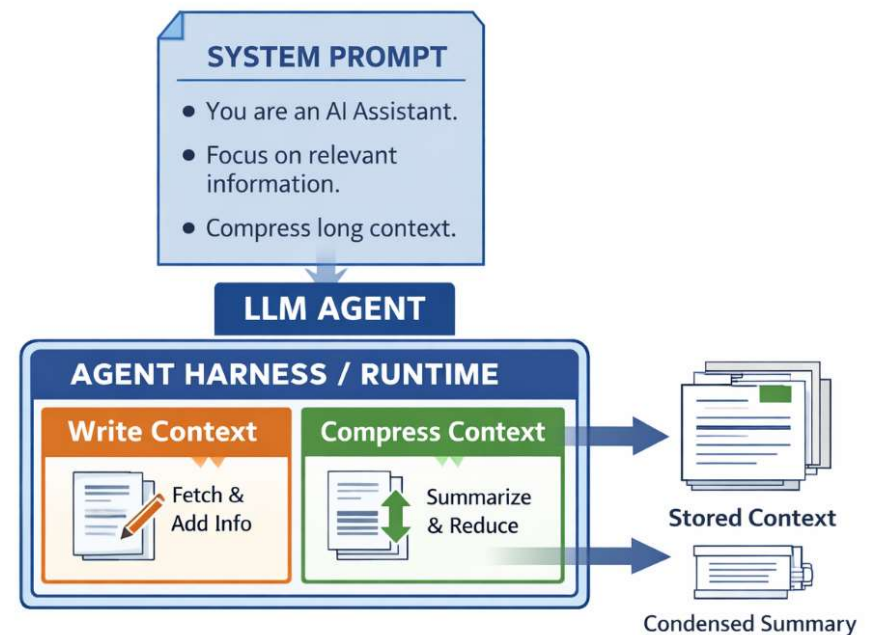 SYSTEM PROMPT
• You are an AI Assistant.
• Focus on relevant
information.
• Compress long context.
LLM AGENT
AGENT HARNESS / RUNTIME
Write Context
Fetch &
Add Info
Compress Context
Summarize
& Reduce
Stored Context
Condensed Summary